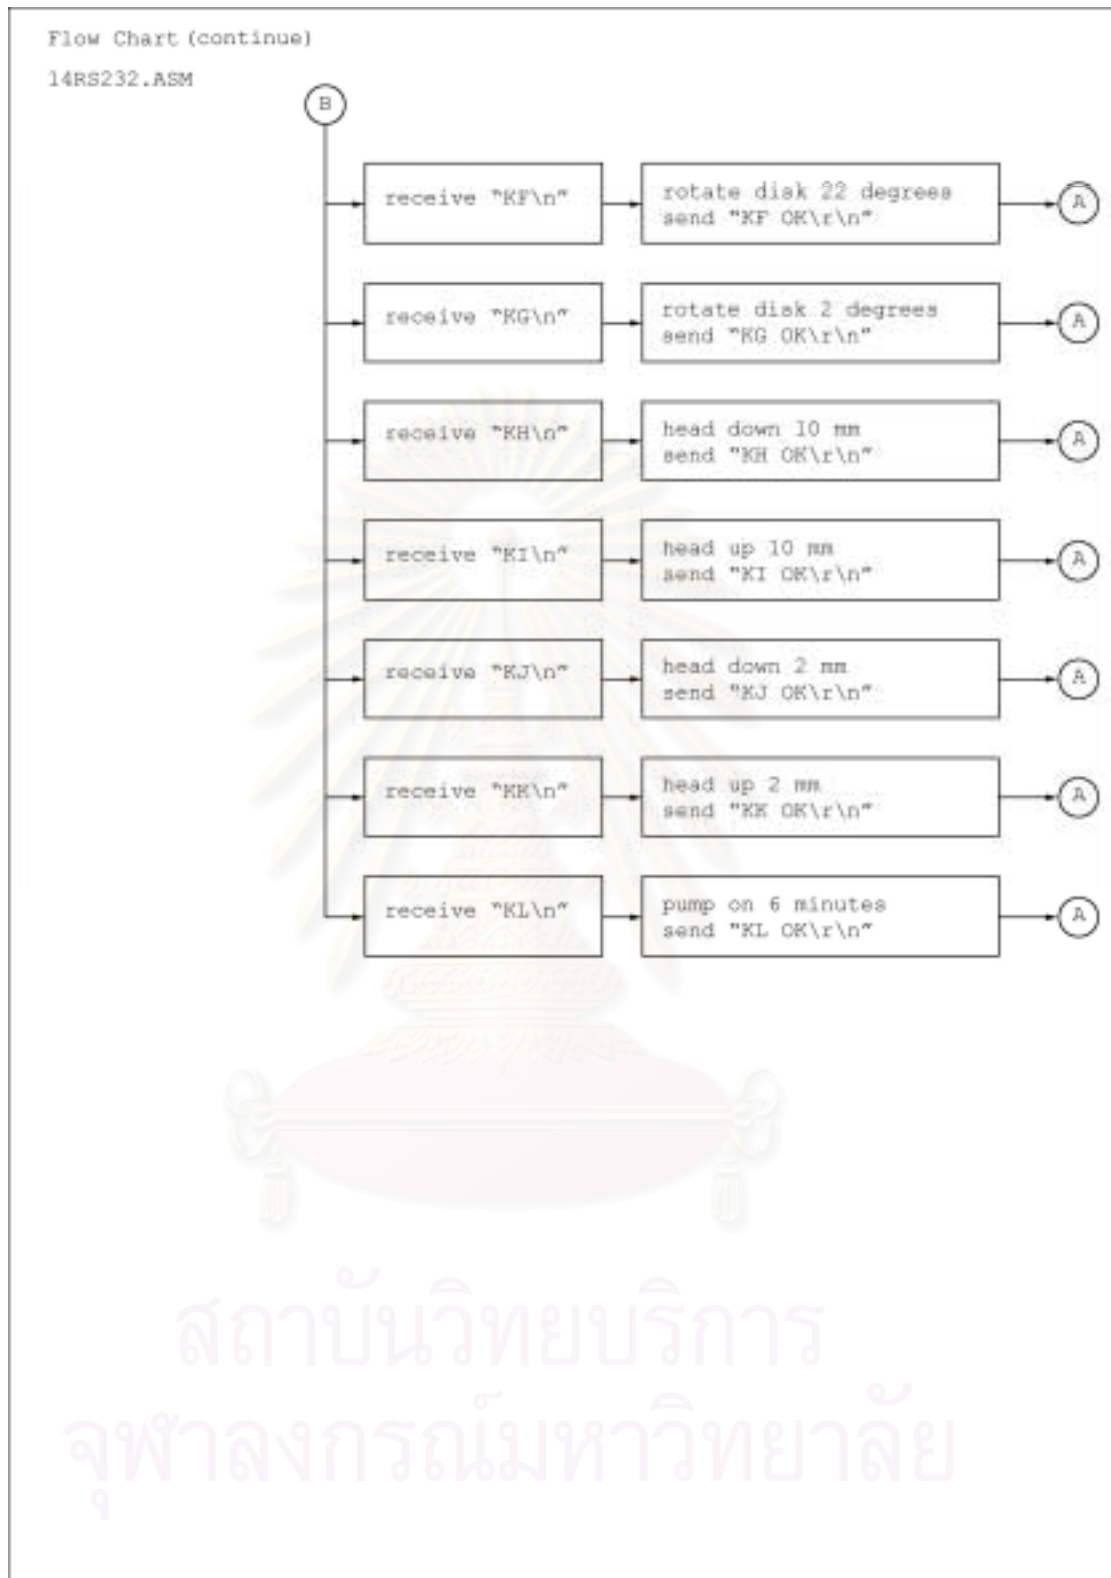 Flow Chart (continue)
14RS232.ASM
B
receive "KF\n"
rotate disk 22 degrees
send "KF OK\r\n"
A
receive "KG\n"
rotate disk 2 degrees
send "KG OK\r\n"
A
receive "KH\n"
head down 10 mm
send "KH OK\r\n"
A
receive "KI\n"
head up 10 mm
send "KI OK\r\n"
A
receive "KJ\n"
head down 2 mm
send "KJ OK\r\n"
A
receive "KK\n"
head up 2 mm
send "KK OK\r\n"
A
receive "KL\n"
pump on 6 minutes
send "KL OK\r\n"
A
สถาบันวิทยบริการ
จุฬาลงกรณ์มหาวิทยาลัย